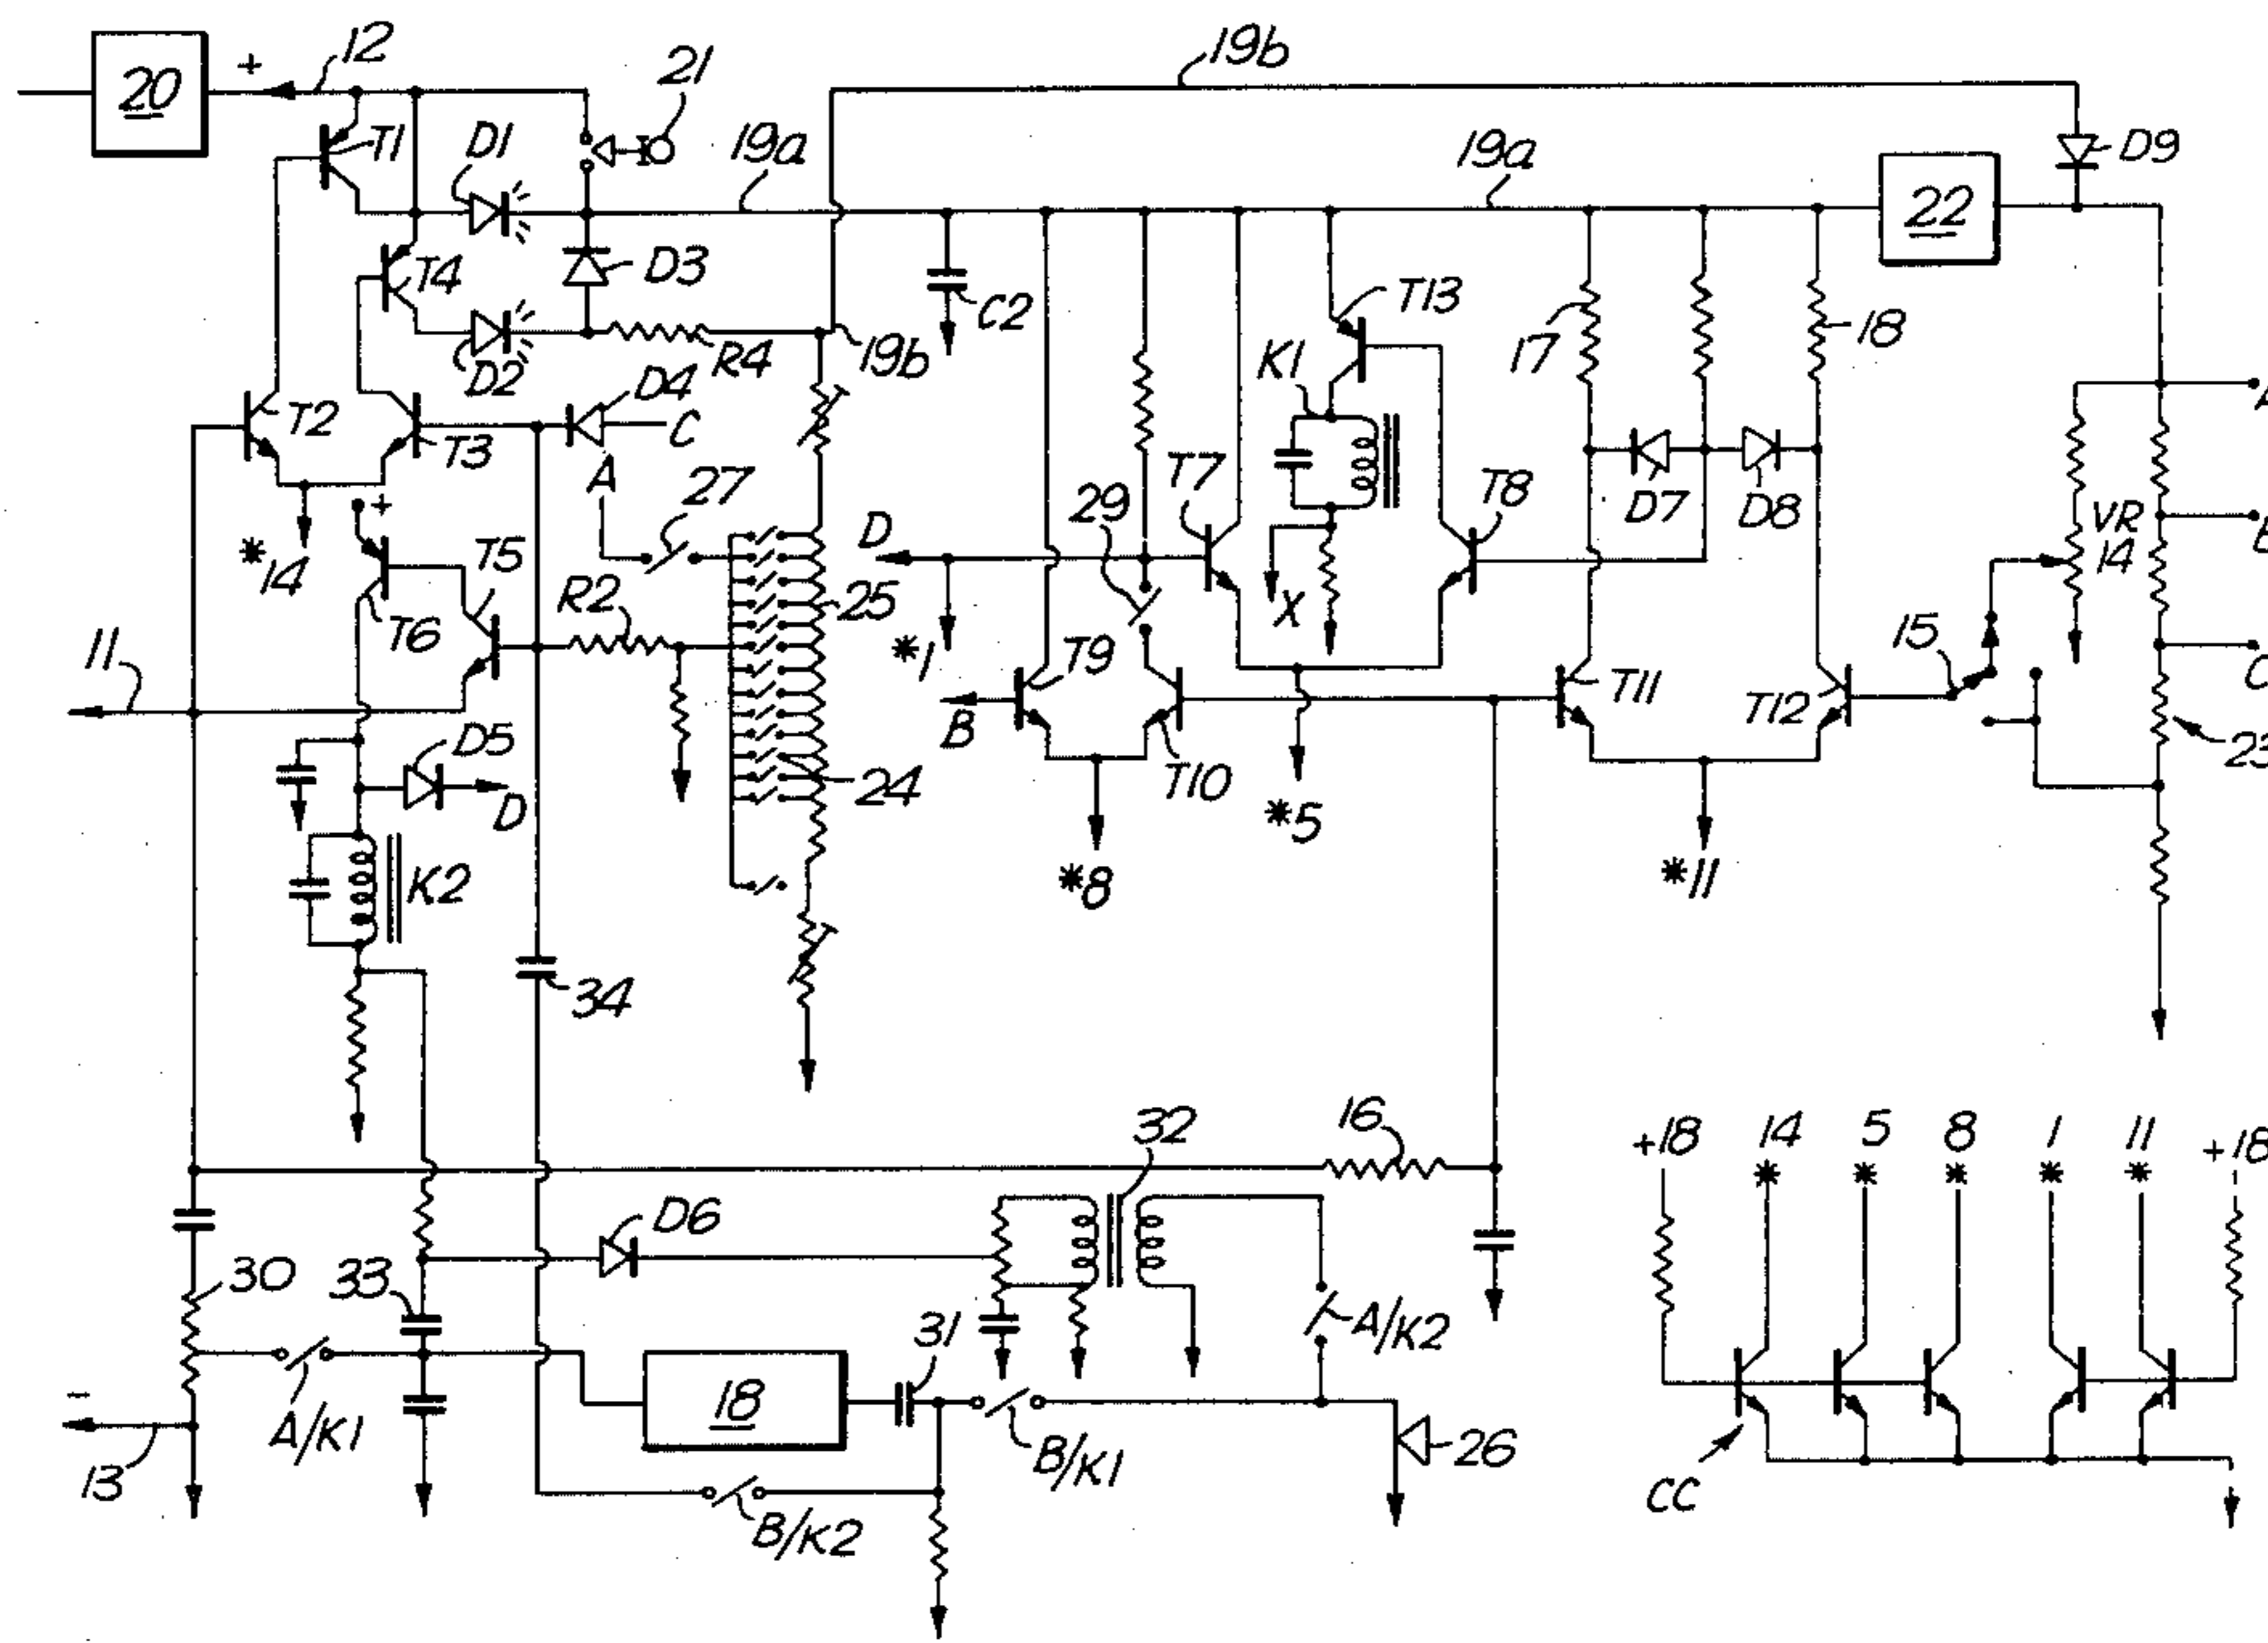 20
+
12
21
19b
T1
D1
19a
19a
D9
22
T4
D3
C2
T13
17
18
D2
R4
19b
K1
T2
T3
D4
C
A
27
D
29
T7
T8
D7
D8
VR
14
*
14
+
T5
T6
R2
25
X
*1
11
B
T9
T10
T11
T12
15
C
23
D5
D
24
*5
*8
*11
K2
34
32
16
+18
14
5
8
1
11
+18
*
*
*
*
*
D6
30
33
31
A/K2
18
-
13
A/K1
B/K1
26
B/K2
CC